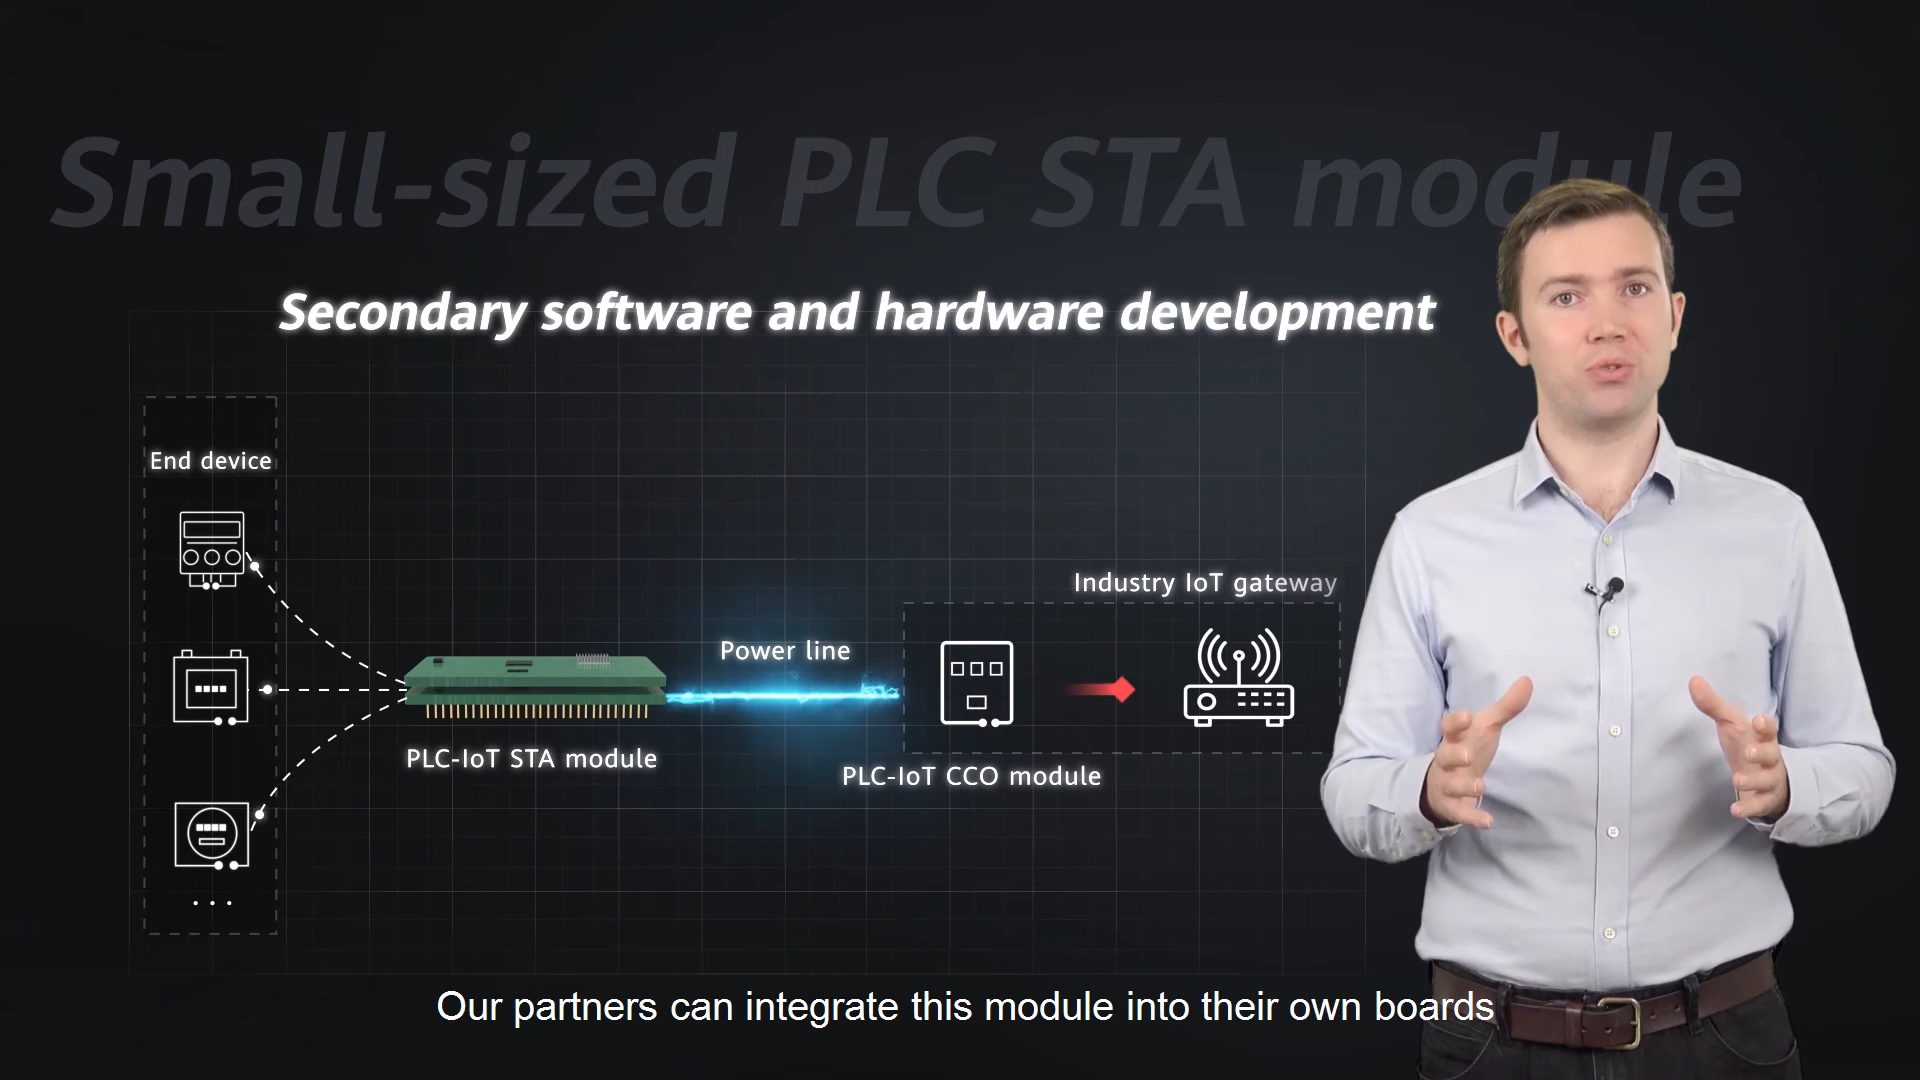 Small-sized PLC STA module
Secondary software and hardware development
End device
Industry IoT gateway
Power line
PLC-IoT STA module
PLC-IoT CCO module
Our partners can integrate this module into their own boards